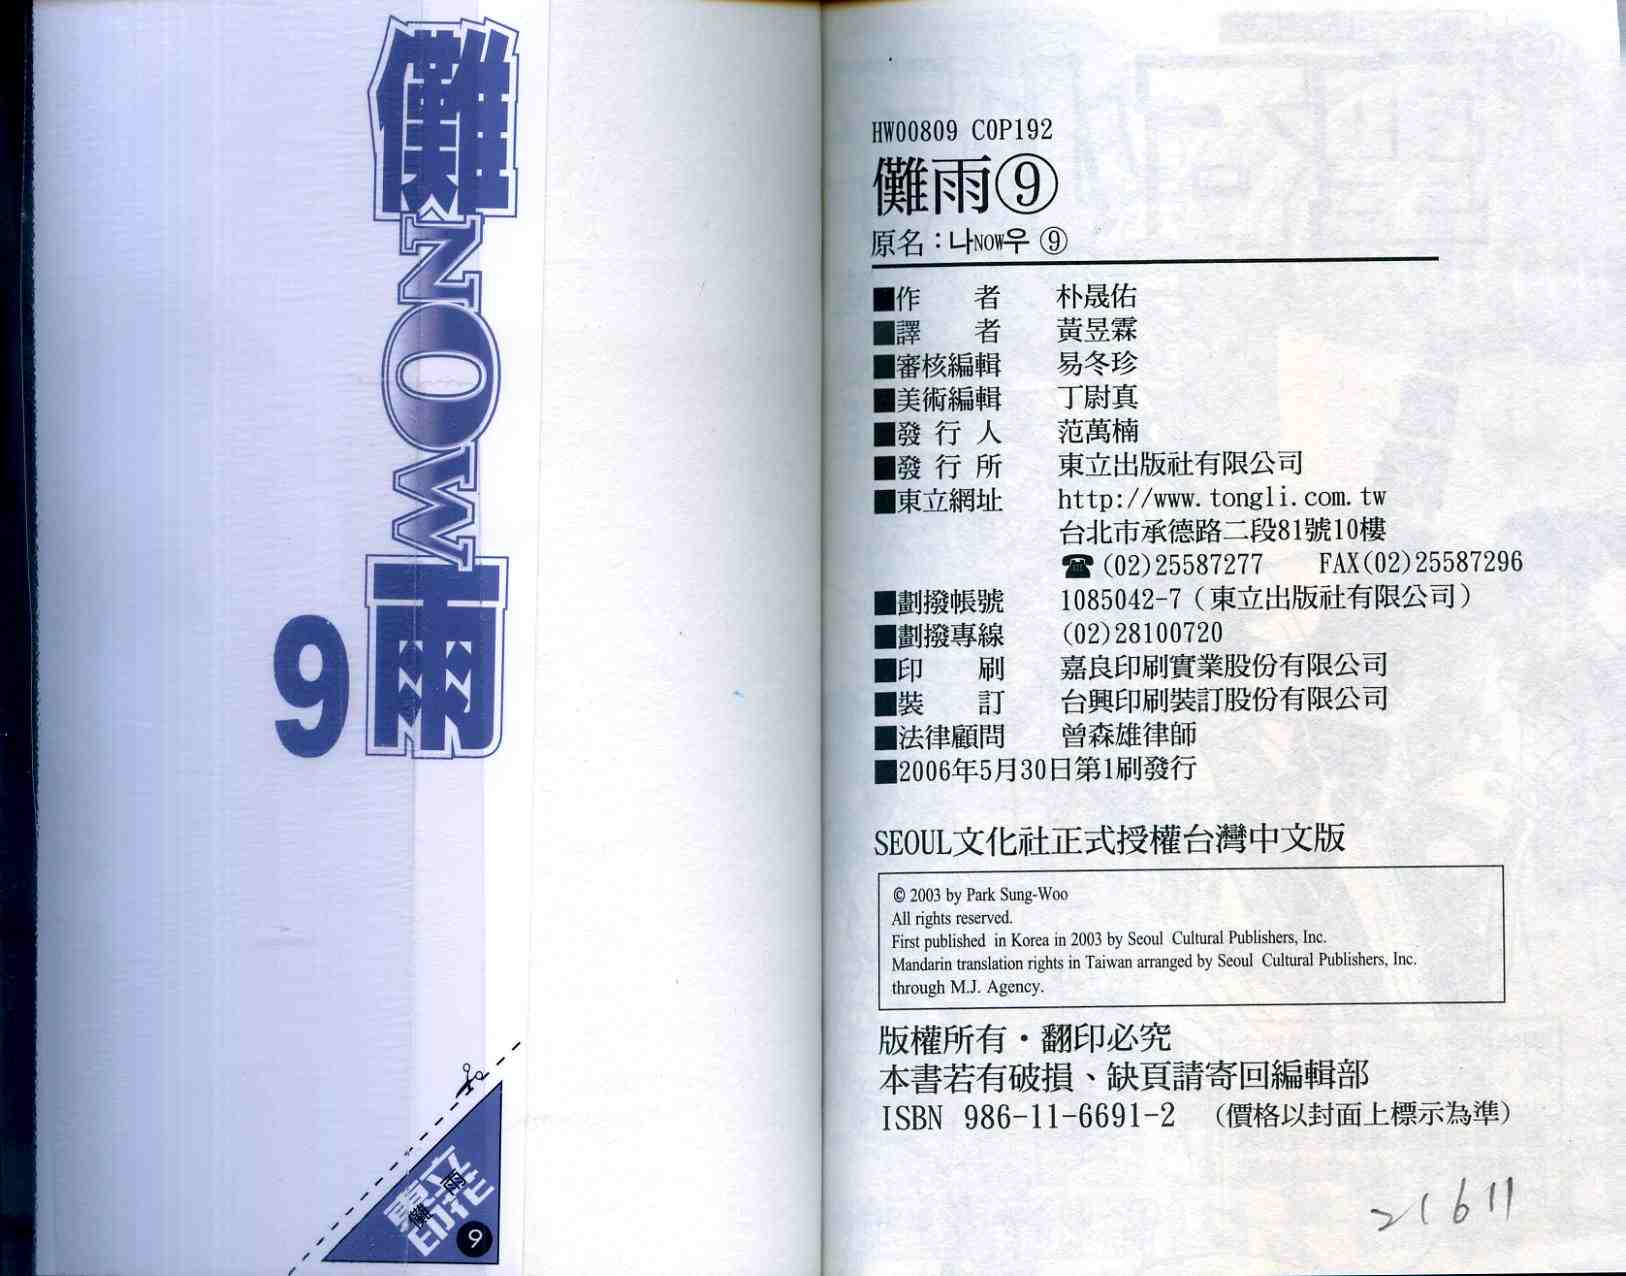 儺NOW雨
9
東立
印花
儺雨
9
HW00809 C0P192
儺雨⑨
原名：나NOW우 ⑨
■作 者 朴晟佑
■譯 者 黃昱霖
■審核編輯 易冬珍
■美術編輯 丁尉真
■發行人 范萬楠
■發行所 東立出版社有限公司
■東立網址 http://www.tongli.com.tw
台北市承德路二段81號10樓
☎(02)25587277 FAX(02)25587296
■劃撥帳號 1085042-7（東立出版社有限公司）
■劃撥專線 (02)28100720
■印 刷 嘉良印刷實業股份有限公司
■裝 訂 台興印刷裝訂股份有限公司
■法律顧問 曾森雄律師
■2006年5月30日第1刷發行
SEOUL文化社正式授權台灣中文版
© 2003 by Park Sung-Woo
All rights reserved.
First published in Korea in 2003 by Seoul Cultural Publishers, Inc.
Mandarin translation rights in Taiwan arranged by Seoul Cultural Publishers, Inc.
through M.J. Agency.
版權所有・翻印必究
本書若有破損、缺頁請寄回編輯部
ISBN 986-11-6691-2 （價格以封面上標示為準）
21611